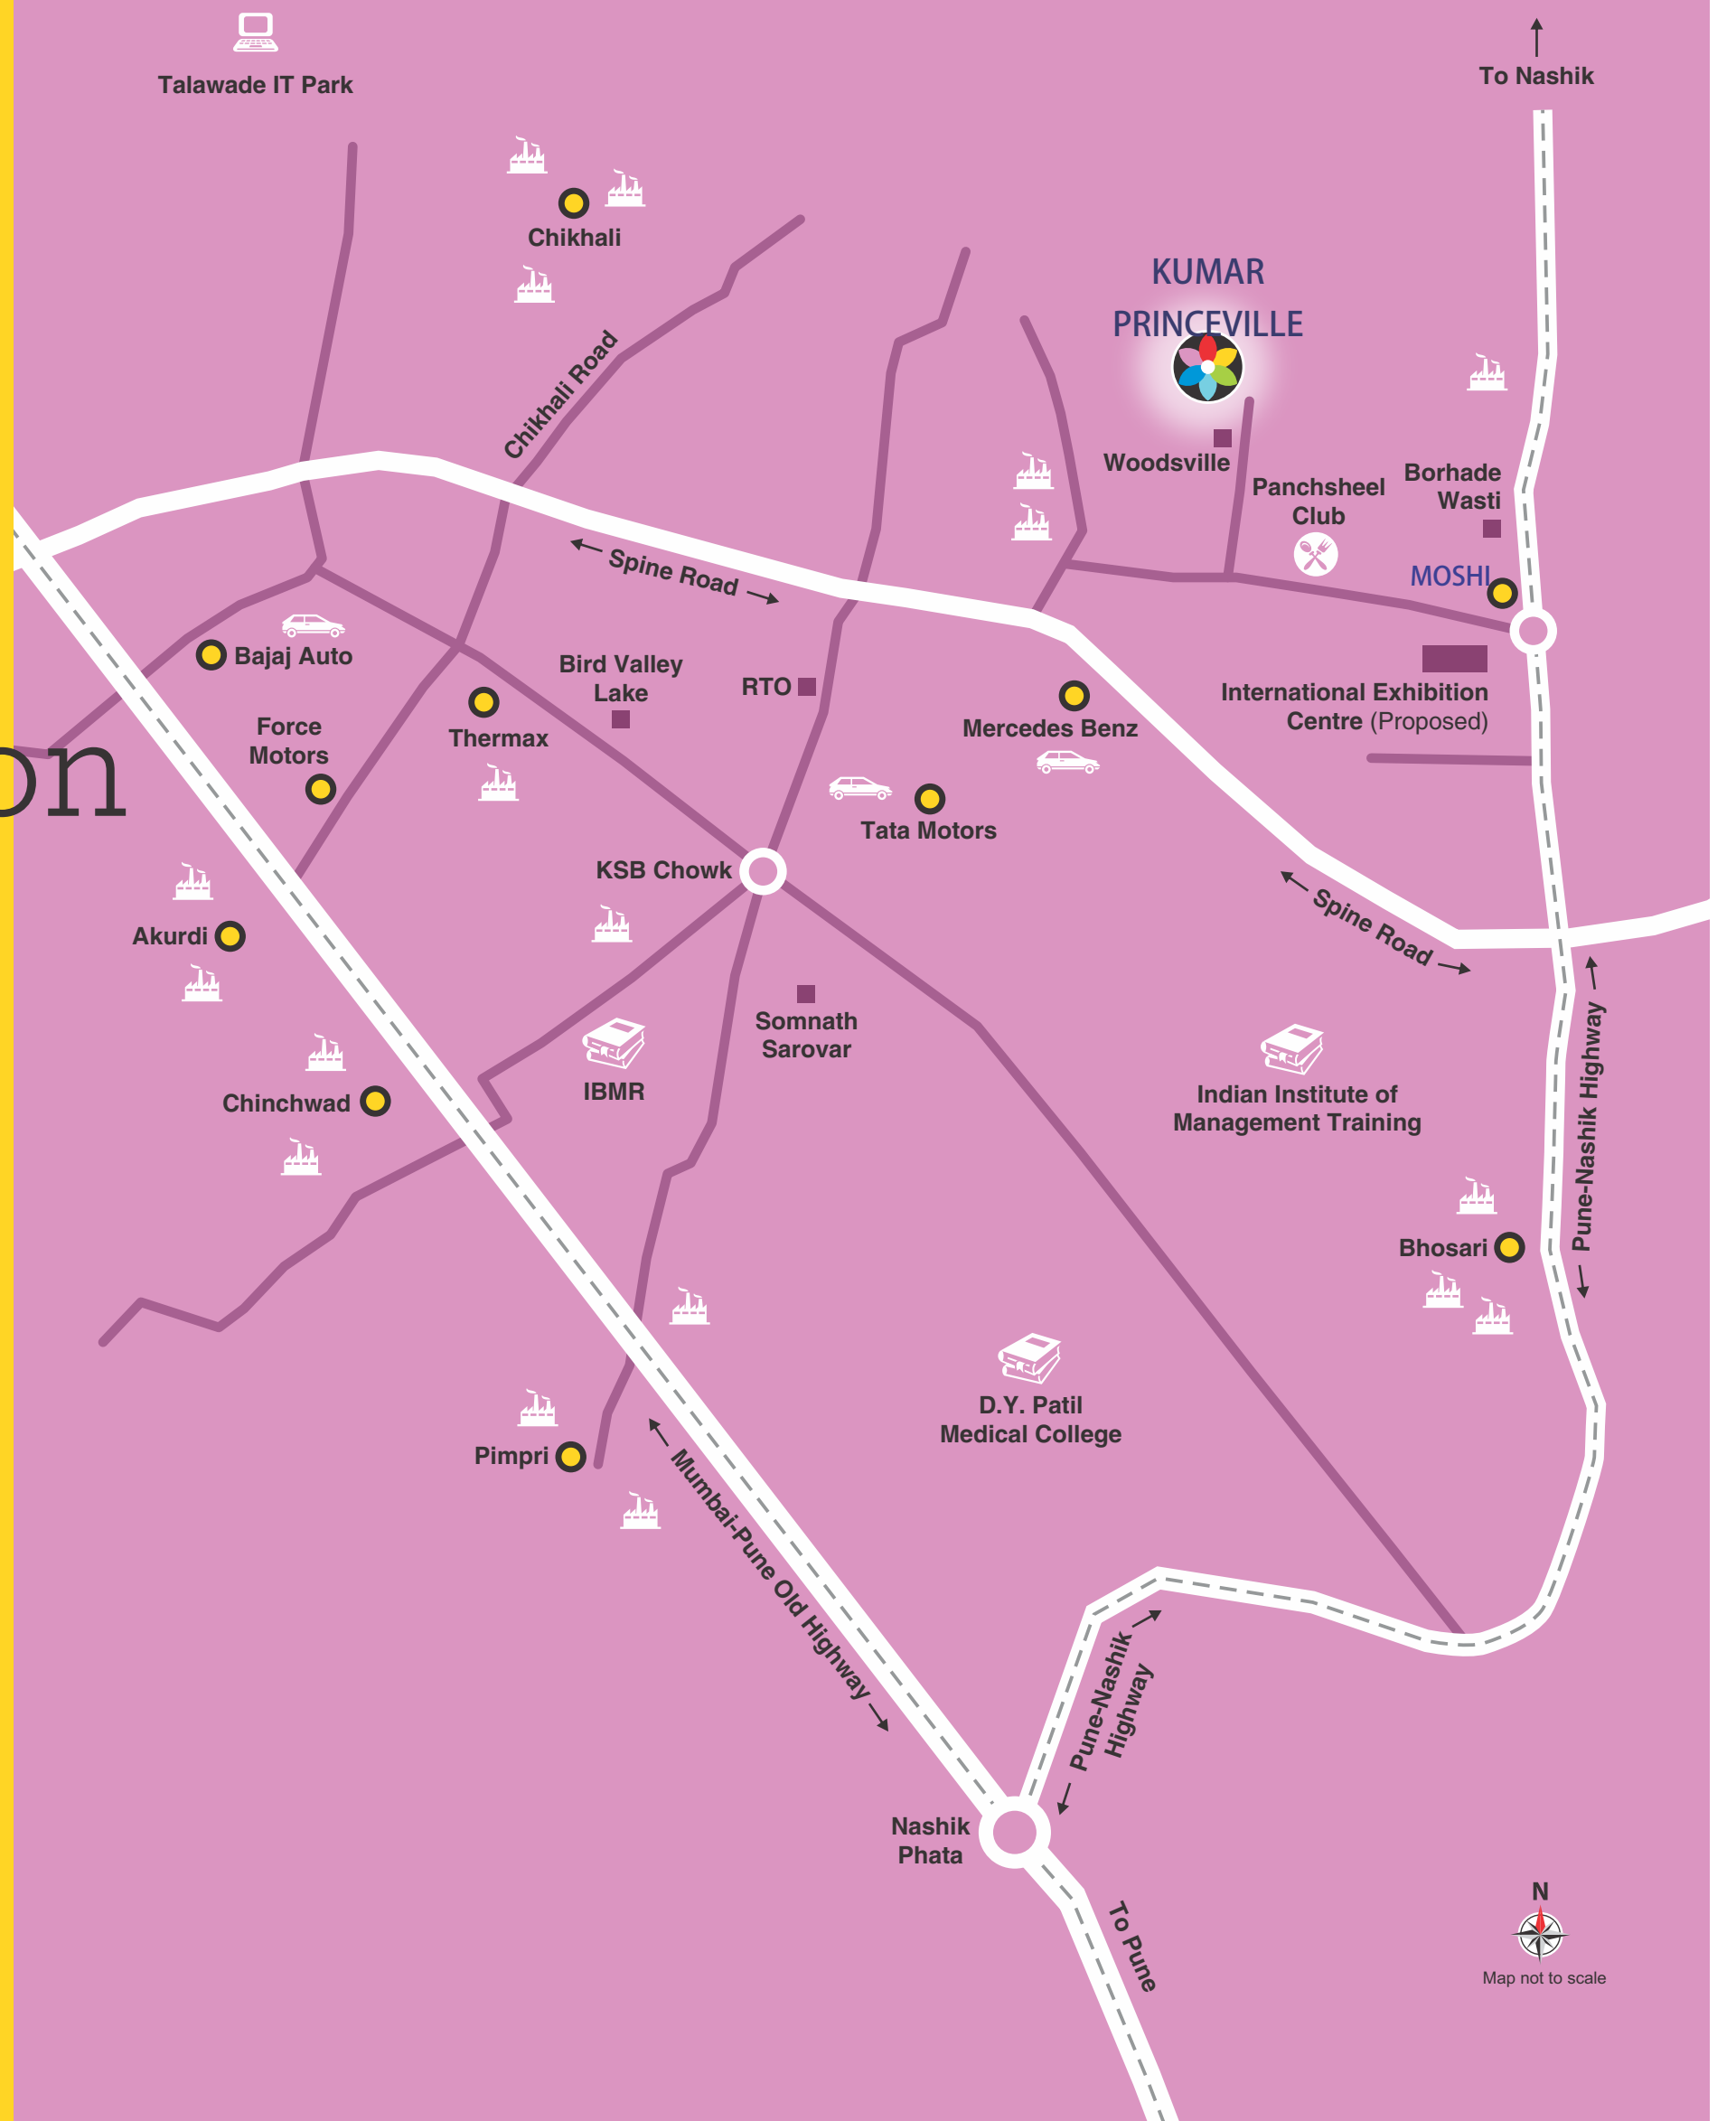 Talawade IT Park
To Nashik
Chikhali
KUMAR
PRINCEVILLE
Chikhali Road
Woodsville
Borhade
Wasti
Panchsheel
Club
MOSHI
Spine Road
Bajaj Auto
Bird Valley
Lake
RTO
International Exhibition
Centre (Proposed)
Force
Motors
Thermax
Mercedes Benz
on
Tata Motors
KSB Chowk
Spine Road
Akurdi
Somnath
Sarovar
IBMR
Chinchwad
Indian Institute of
Management Training
Pune-Nashik Highway
Bhosari
D.Y. Patil
Medical College
Pimpri
Mumbai-Pune Old Highway
Pune-Nashik
Highway
Nashik
Phata
To Pune
N
Map not to scale